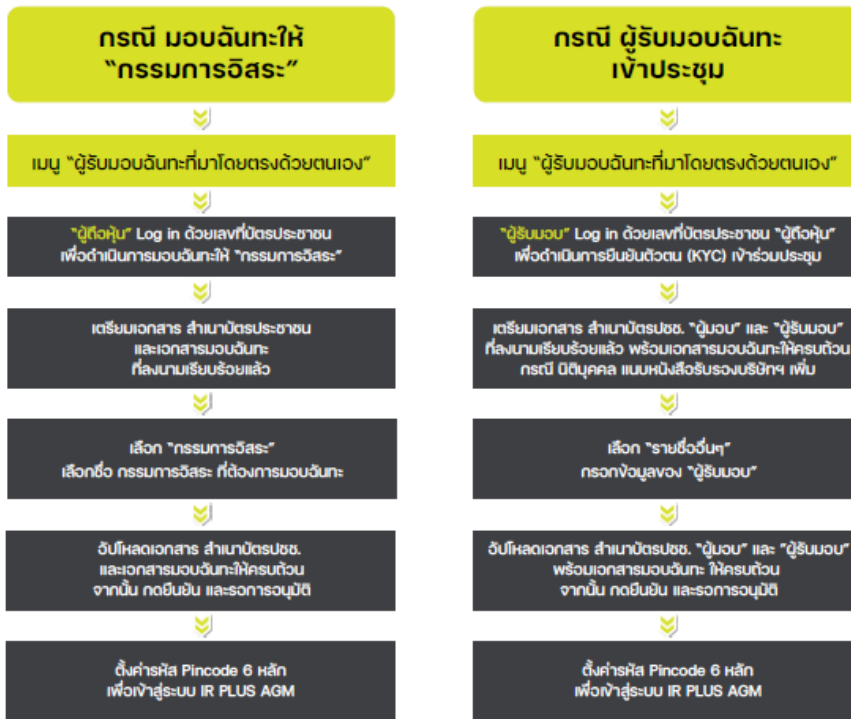 กรณี มอบฉันทะให้
“กรรมการอิสระ”
เมนู “ผู้รับมอบฉันทะที่มาโดยตรงด้วยตนเอง”
“ผู้ถือหุ้น” Log in ด้วยเลขที่บัตรประชาชน
เพื่อดำเนินการมอบฉันทะให้ “กรรมการอิสระ”
เตรียมเอกสาร สำเนาบัตรประชาชน
และเอกสารมอบฉันทะ
ที่ลงนามเรียบร้อยแล้ว
เลือก “กรรมการอิสระ”
เลือกชื่อ กรรมการอิสระ ที่ต้องการมอบฉันทะ
อัปโหลดเอกสาร สำเนาบัตรปชช.
และเอกสารมอบฉันทะให้ครบถ้วน
จากนั้น กดยืนยัน และรอการอนุมัติ
ตั้งค่ารหัส Pincode 6 หลัก
เพื่อเข้าสู่ระบบ IR PLUS AGM
กรณี ผู้รับมอบฉันทะ
เข้าประชุม
เมนู “ผู้รับมอบฉันทะที่มาโดยตรงด้วยตนเอง”
“ผู้รับมอบ” Log in ด้วยเลขที่บัตรประชาชน “ผู้ถือหุ้น”
เพื่อดำเนินการยืนยันตัวตน (KYC) เข้าร่วมประชุม
เตรียมเอกสาร สำเนาบัตรปชช. “ผู้มอบ” และ “ผู้รับมอบ”
ที่ลงนามเรียบร้อยแล้ว พร้อมเอกสารมอบฉันทะให้ครบถ้วน
กรณี นิติบุคคล แนบหนังสือรับรองบริษัทฯ เพิ่ม
เลือก “รายชื่ออื่นๆ”
กรอกข้อมูลของ “ผู้รับมอบ”
อัปโหลดเอกสาร สำเนาบัตรปชช. “ผู้มอบ” และ “ผู้รับมอบ”
พร้อมเอกสารมอบฉันทะ ให้ครบถ้วน
จากนั้น กดยืนยัน และรอการอนุมัติ
ตั้งค่ารหัส Pincode 6 หลัก
เพื่อเข้าสู่ระบบ IR PLUS AGM